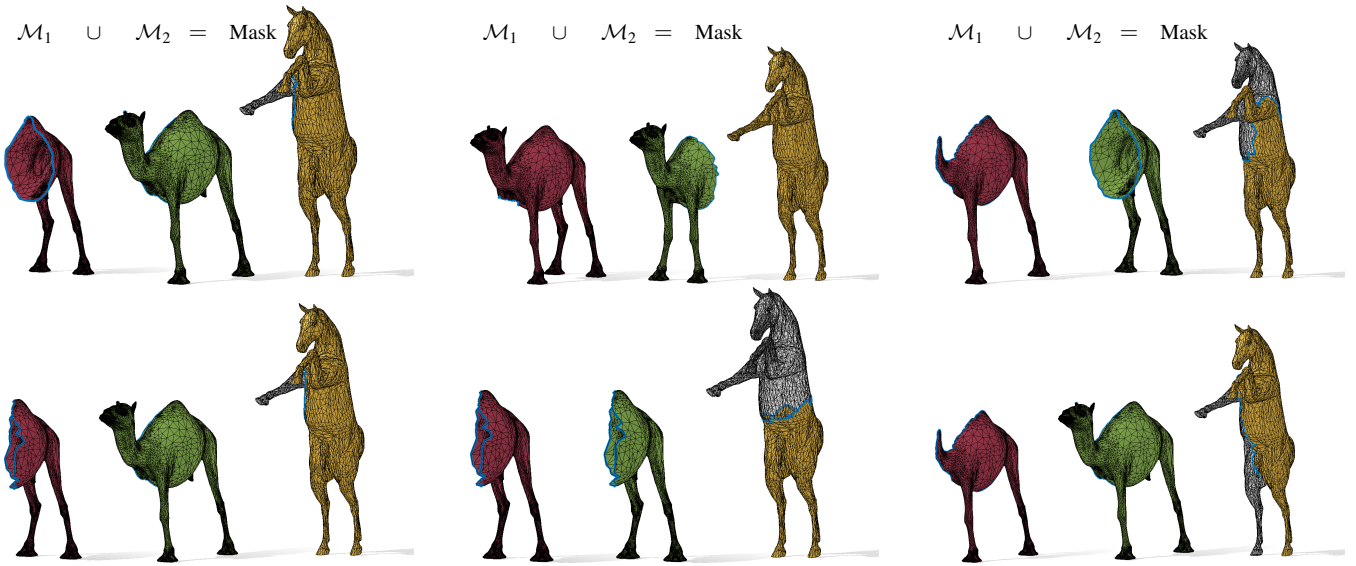 ℳ₁ ∪ ℳ₂ = Mask
ℳ₁ ∪ ℳ₂ = Mask
ℳ₁ ∪ ℳ₂ = Mask